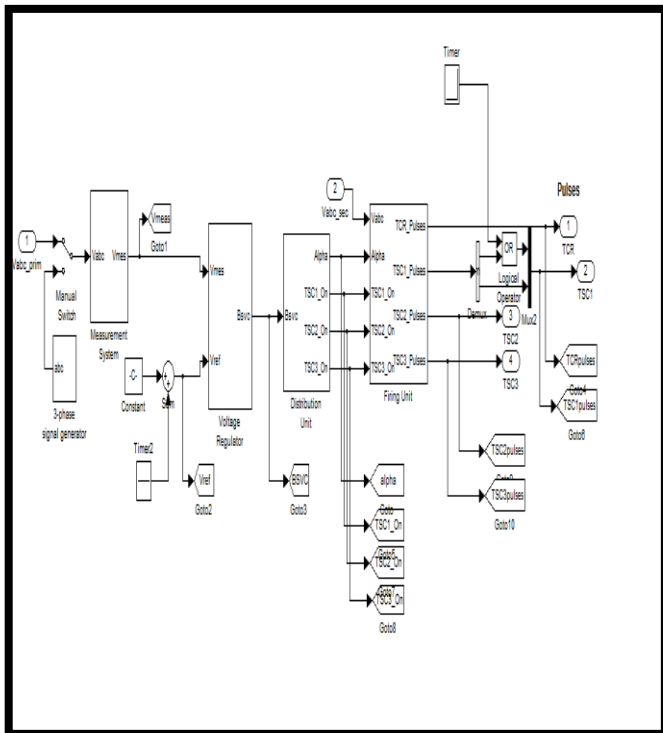 Timer
Pulses
2
Vabc_sec
1
Vabc_prim
Manual
Switch
Vabc
Vmes
Measurement
System
Vmeas
Goto1
abc
3-phase
signal generator
-C-
Constant
Sum
Timer2
Vref
Goto2
Vmes
Vref
Bsvc
Voltage
Regulator
BSVC
Goto3
Bsvc
Alpha
TSC1_On
TSC2_On
TSC3_On
Distribution
Unit
Vabc
Alpha
TSC1_On
TSC2_On
TSC3_On
TCR_Pulses
TSC1_Pulses
TSC2_Pulses
TSC3_Pulses
Firing Unit
Demux
OR
Logical
Operator
Mux2
1
TCR
2
TSC1
3
TSC2
4
TSC3
TCRpulses
Goto4
TSC1pulses
Goto6
TSC2pulses
Goto9
TSC3pulses
Goto10
alpha
Goto
TSC1_On
Goto5
TSC2_On
Goto7
TSC3_On
Goto8